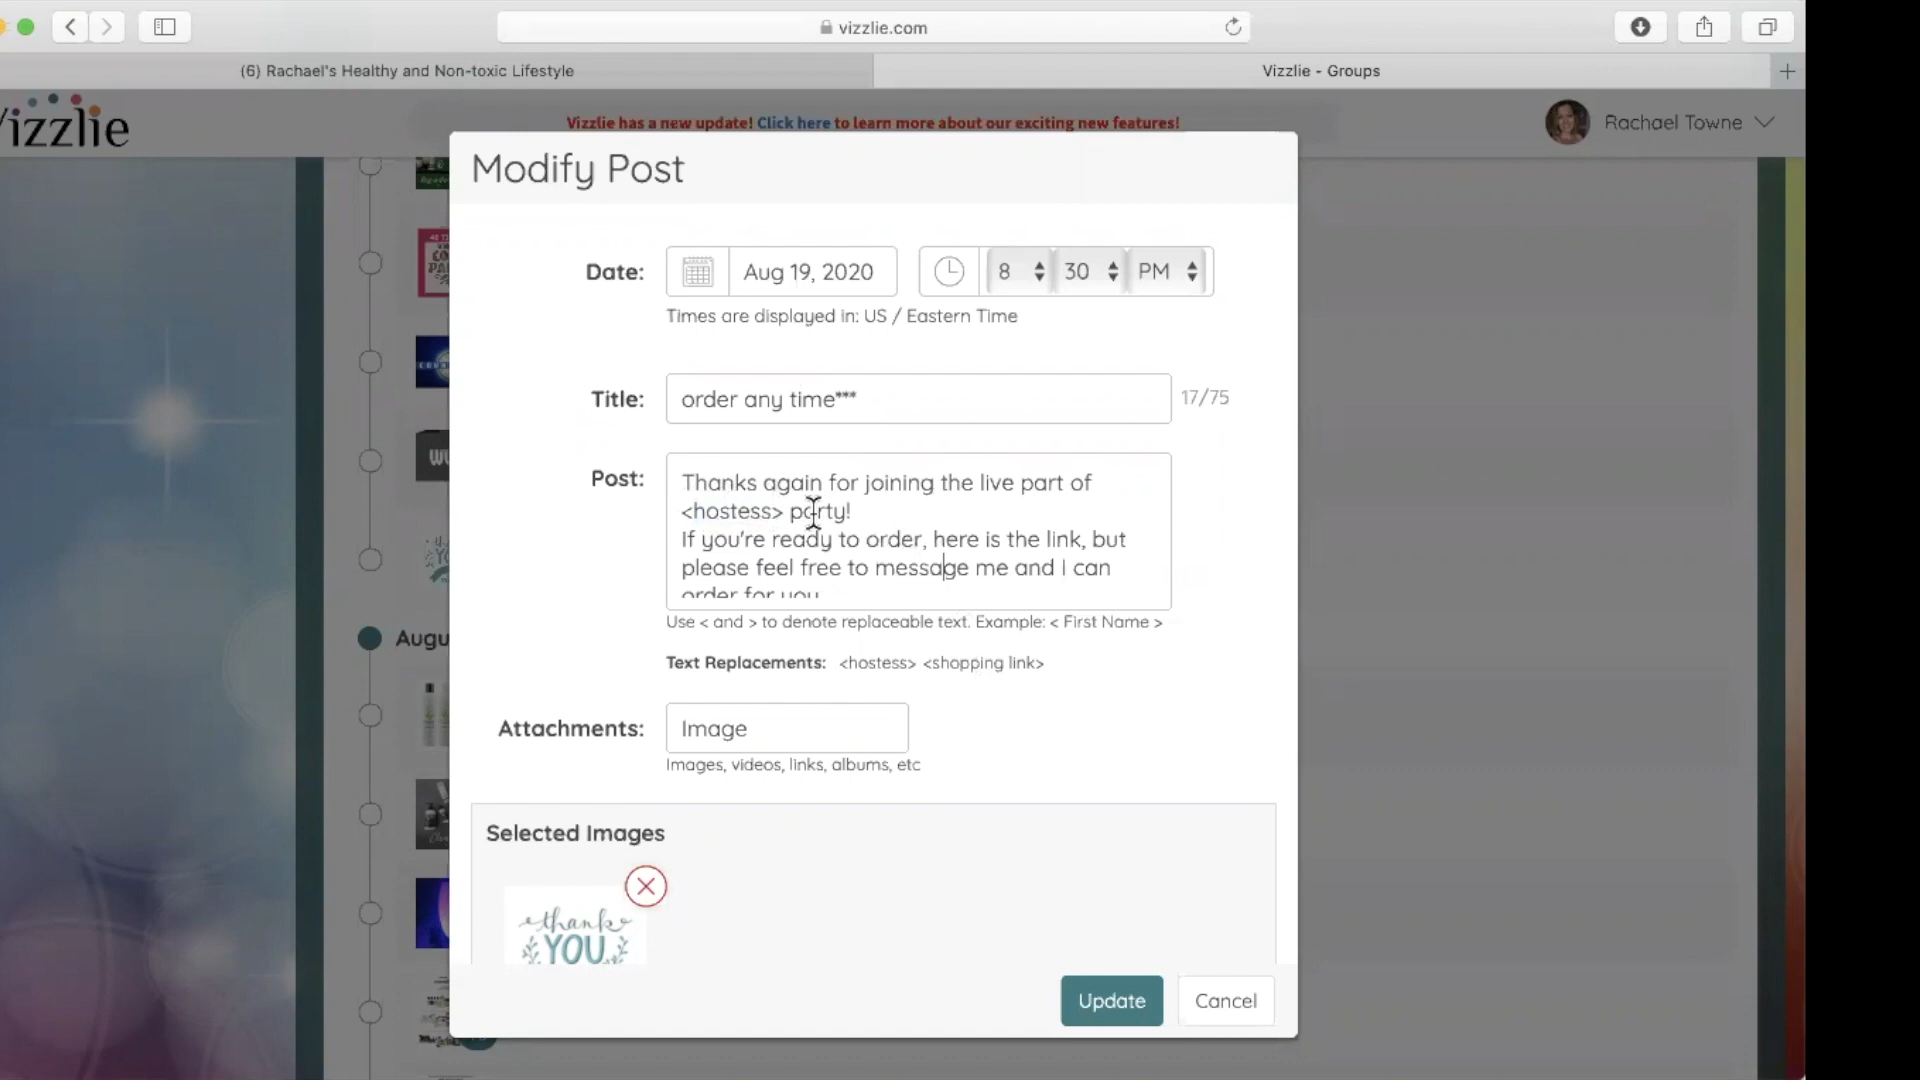 vizzlie.com
(6) Rachael's Healthy and Non-toxic Lifestyle
Vizzlie - Groups
Vizzlie has a new update! Click here to learn more about our exciting new features!
Rachael Towne
Modify Post
Date:
Aug 19, 2020
8 30 PM
Times are displayed in: US / Eastern Time
Title:
order any time***
17/75
Post:
Thanks again for joining the live part of
<hostess> party!
If you're ready to order, here is the link, but
please feel free to message me and I can
order for you
Use < and > to denote replaceable text. Example: < First Name >
Text Replacements: <hostess> <shopping link>
Attachments:
Image
Images, videos, links, albums, etc
Selected Images
thank
YOU
Update
Cancel